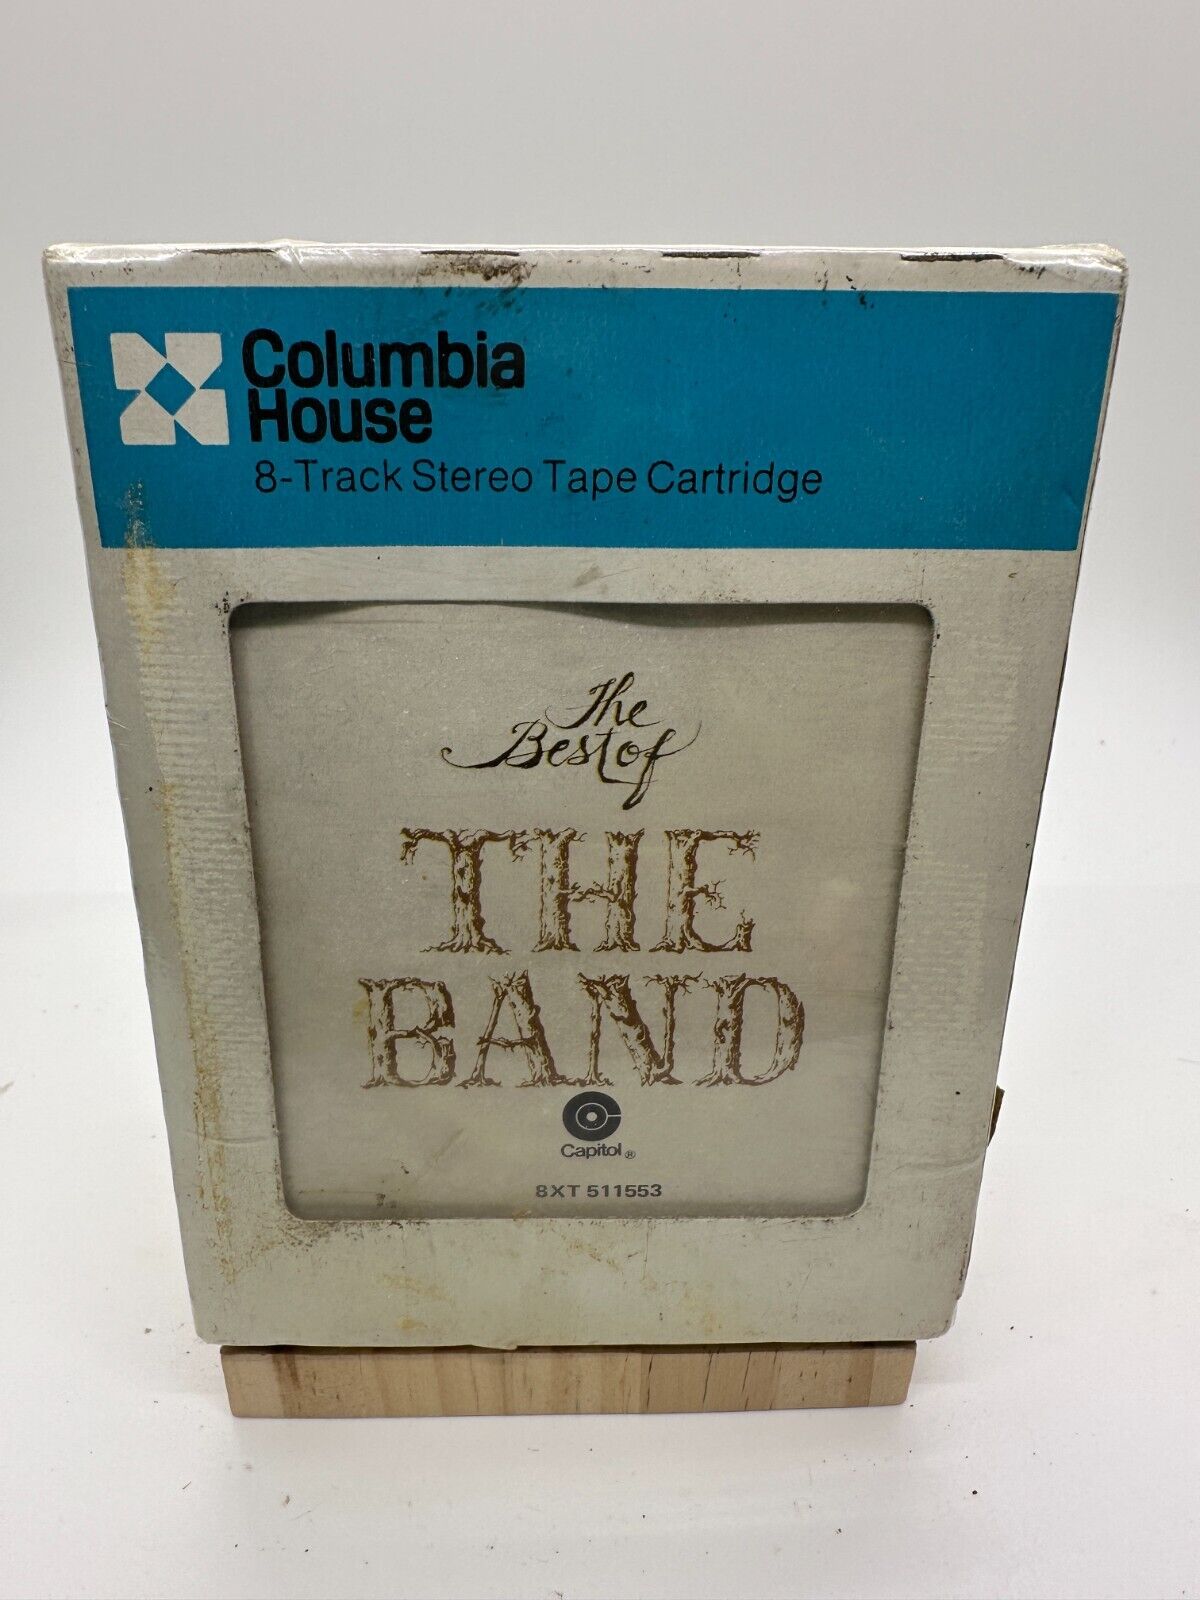 Columbia
House
8-Track Stereo Tape Cartridge
The
Best of
THE
BAND
Capitol®
8XT 511553